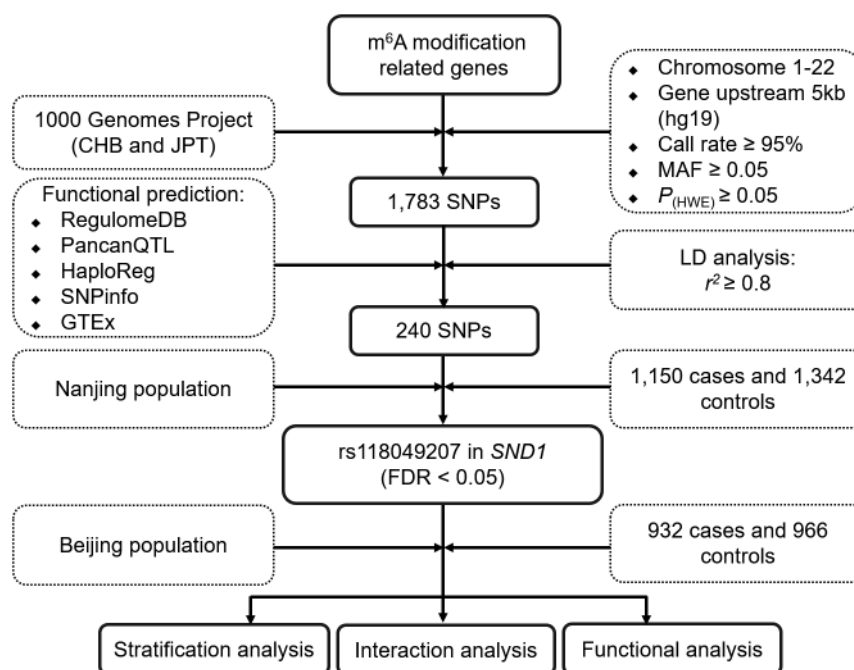 m⁶A modification
related genes
1000 Genomes Project
(CHB and JPT)
◆ Chromosome 1-22
◆ Gene upstream 5kb
(hg19)
◆ Call rate ≥ 95%
◆ MAF ≥ 0.05
◆ P(HWE) ≥ 0.05
1,783 SNPs
Functional prediction:
◆ RegulomeDB
◆ PancanQTL
◆ HaploReg
◆ SNPinfo
◆ GTEx
LD analysis:
r² ≥ 0.8
240 SNPs
Nanjing population
1,150 cases and 1,342
controls
rs118049207 in SND1
(FDR < 0.05)
Beijing population
932 cases and 966
controls
Stratification analysis
Interaction analysis
Functional analysis